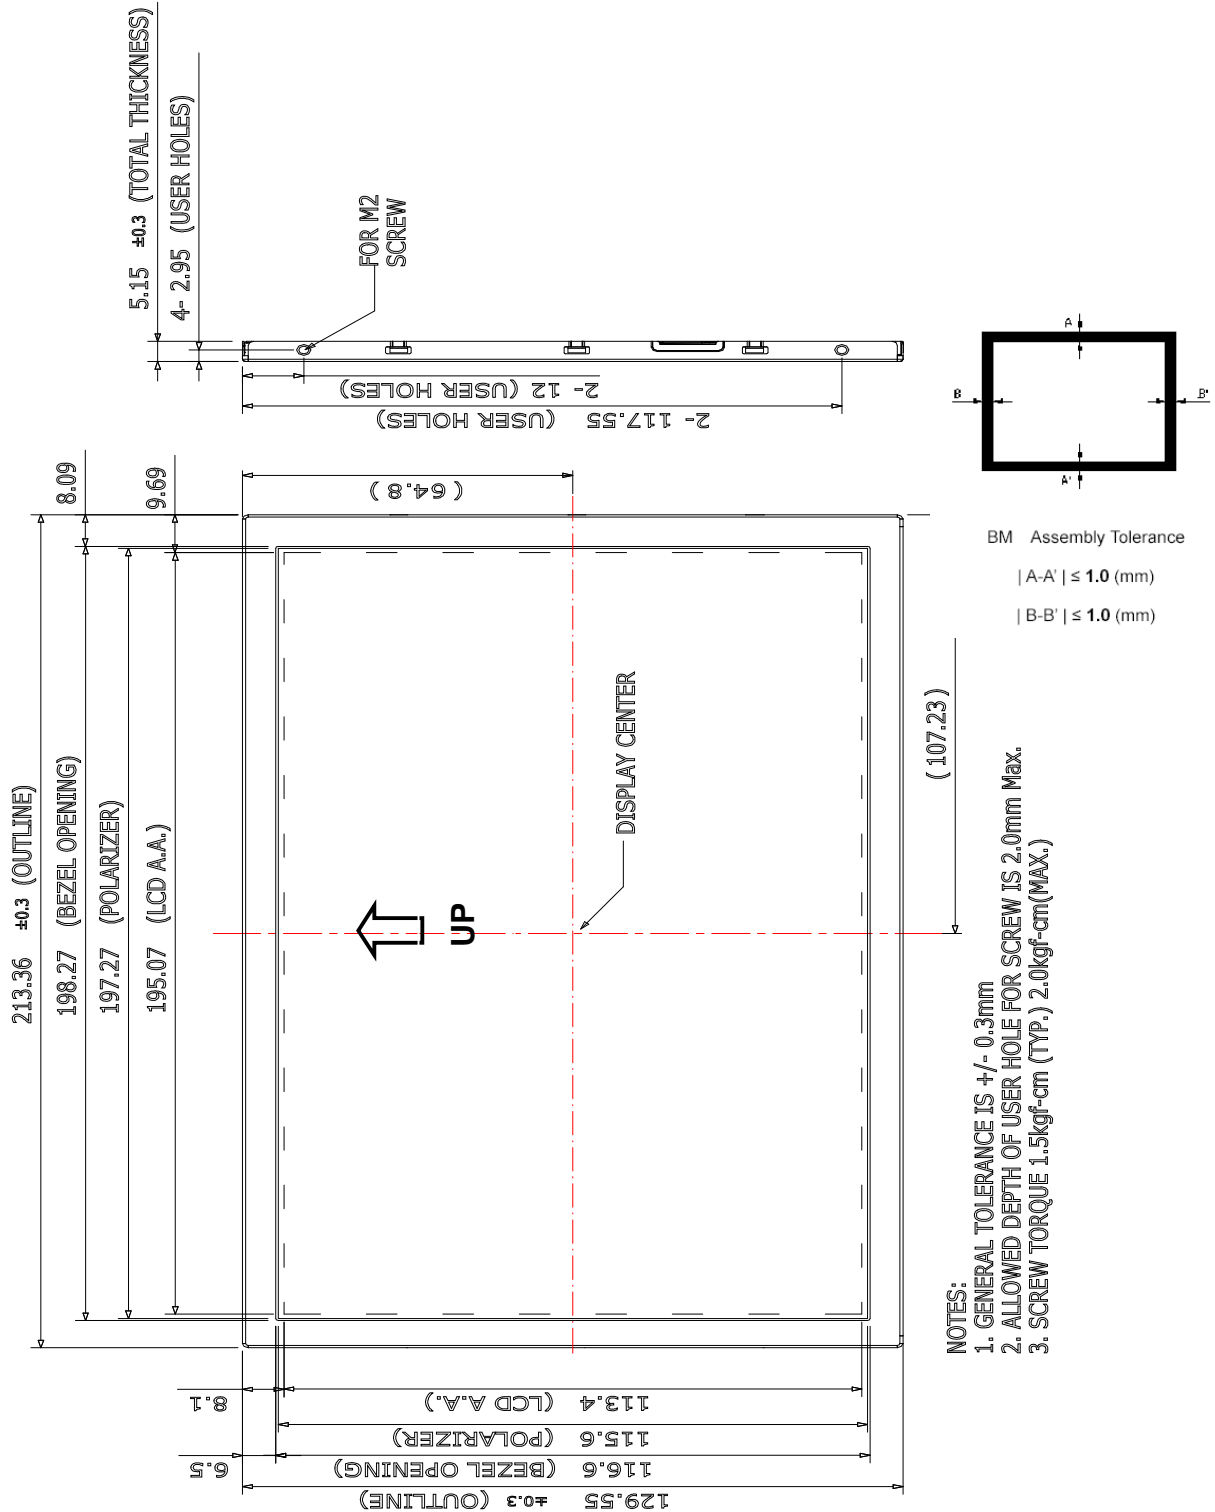 5.15 ±0.3 (TOTAL THICKNESS)
4- 2.95 (USER HOLES)
FOR M2
SCREW
2- 12 (USER HOLES)
2- 117.55 (USER HOLES)
A
B
B'
A'
BM Assembly Tolerance
| A-A' | ≤ 1.0 (mm)
| B-B' | ≤ 1.0 (mm)
8.09
9.69
( 64.8 )
213.36 ±0.3 (OUTLINE)
198.27 (BEZEL OPENING)
197.27 (POLARIZER)
195.07 (LCD A.A.)
UP
DISPLAY CENTER
( 107.23 )
8.1
113.4 (LCD A.A.)
115.6 (POLARIZER)
6.5
116.6 (BEZEL OPENING)
129.55 ±0.3 (OUTLINE)
NOTES:
1. GENERAL TOLERANCE IS +/- 0.3mm
2. ALLOWED DEPTH OF USER HOLE FOR SCREW IS 2.0mm Max.
3. SCREW TORQUE 1.5kgf-cm (TYP.) 2.0kgf-cm(MAX.)